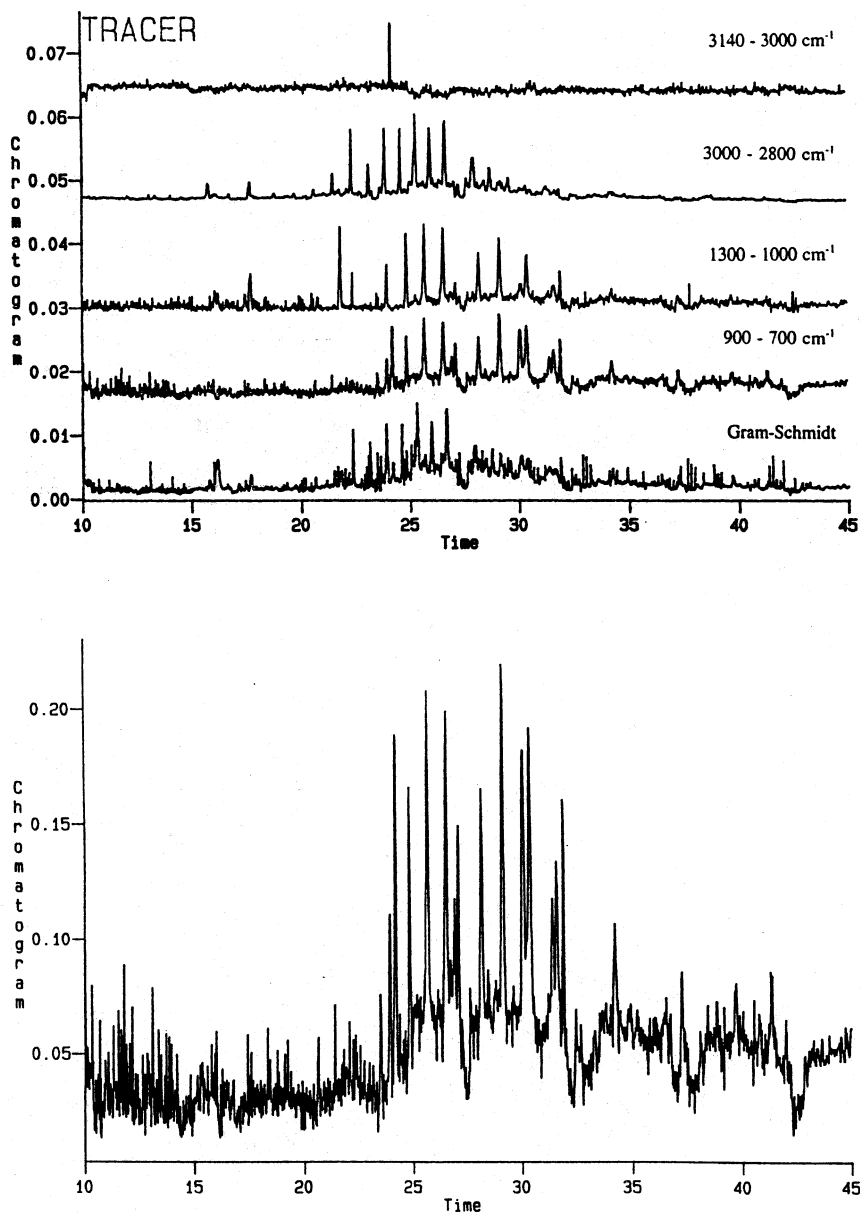 TRACER
3140 - 3000 cm⁻¹
0.07
0.06
3000 - 2800 cm⁻¹
0.05
1300 - 1000 cm⁻¹
0.04
0.03
900 - 700 cm⁻¹
0.02
Gram-Schmidt
0.01
0.00
Chromatogram
10 15 20 25 30 35 40 45
Time
0.20
0.15
0.10
0.05
Chromatogram
10 15 20 25 30 35 40 45
Time